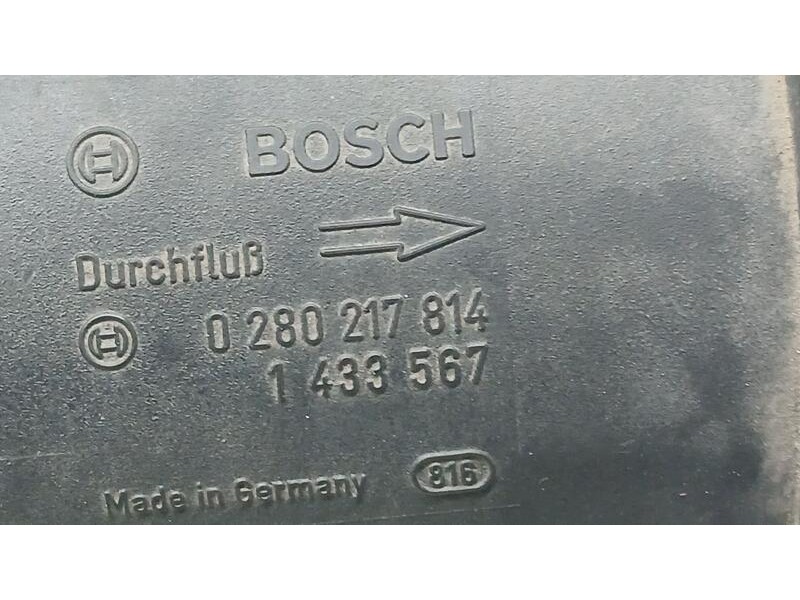 BOSCH
Durchfluß
0 280 217 814
1 433 567
Made in Germany 816